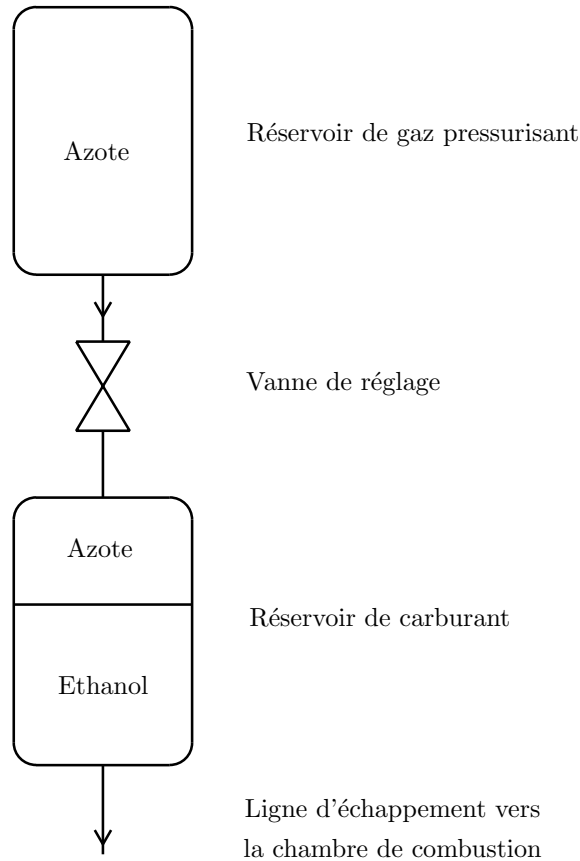 Azote
Réservoir de gaz pressurisant
Vanne de réglage
Azote
Réservoir de carburant
Ethanol
Ligne d'échappement vers
la chambre de combustion